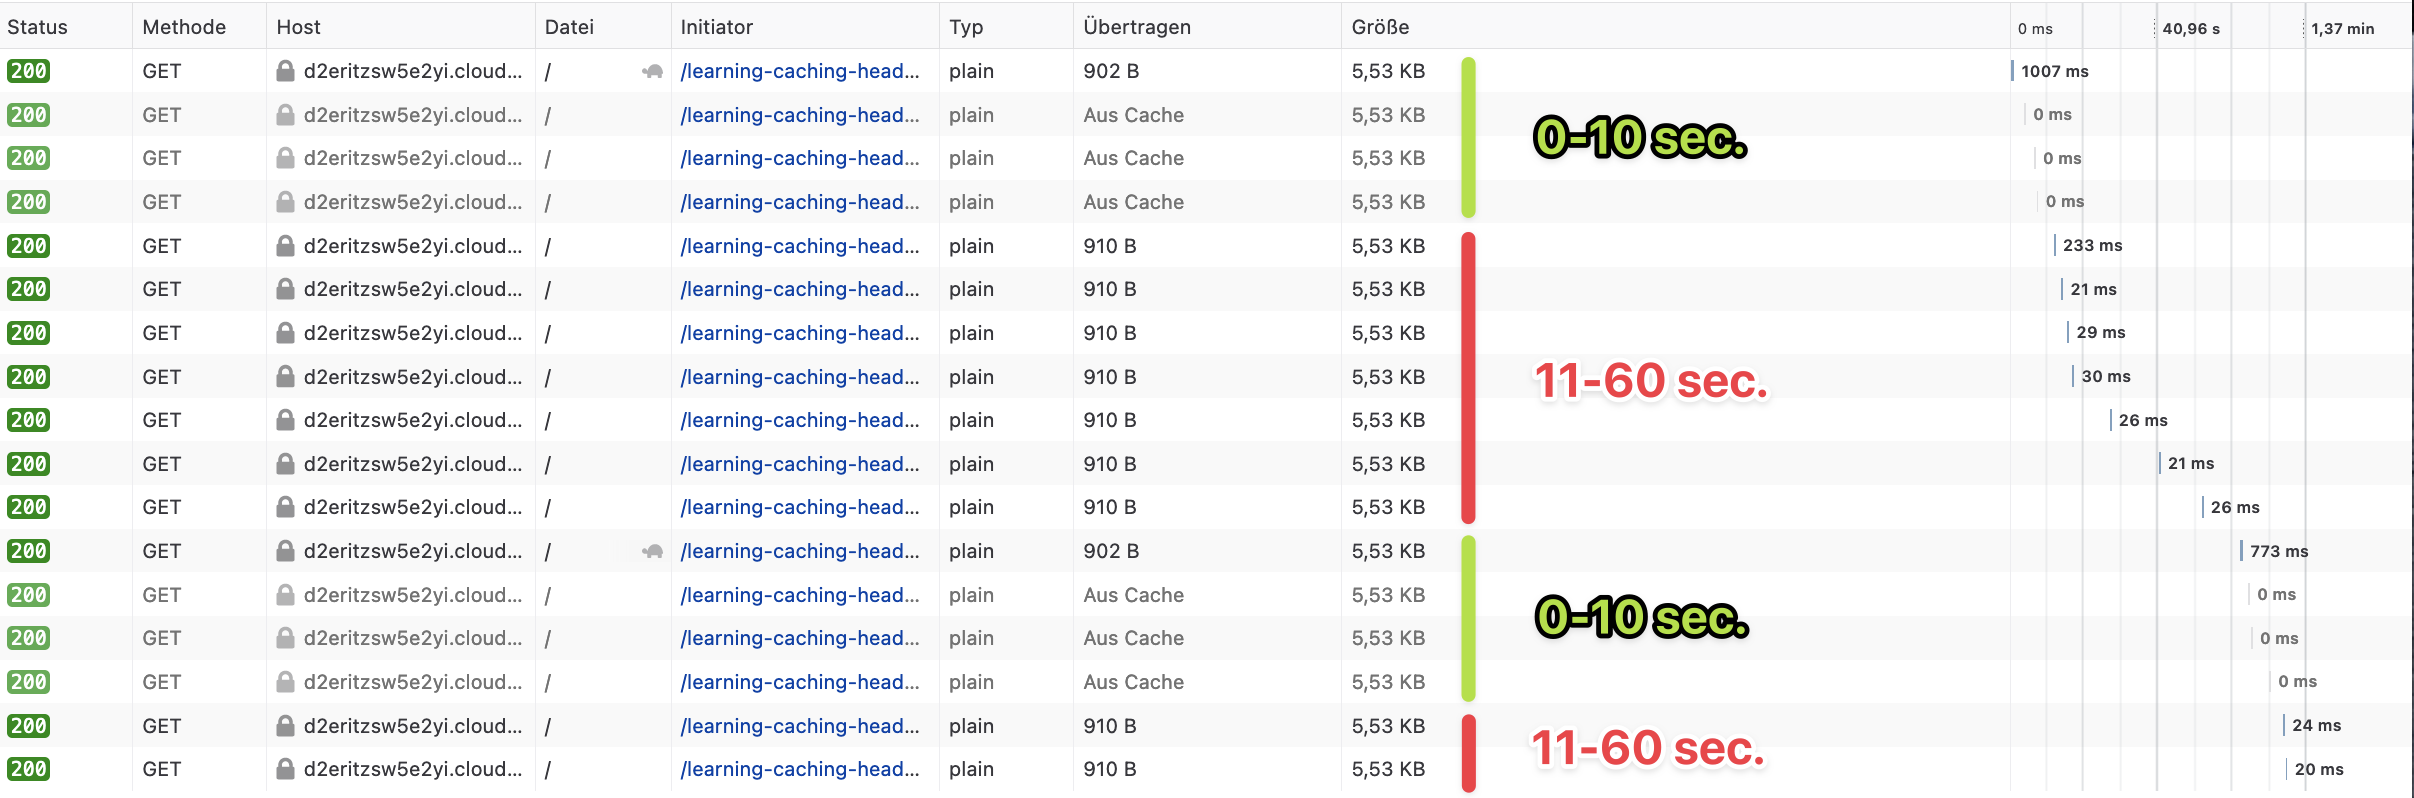 Status Methode Host Datei Initiator Typ Übertragen Größe 0 ms 40,96 s 1,37 min
200 GET d2eritzsw5e2yi.cloud... / /learning-caching-head... plain 902 B 5,53 KB 1007 ms
200 GET d2eritzsw5e2yi.cloud... / /learning-caching-head... plain Aus Cache 5,53 KB 0 ms
0-10 sec.
200 GET d2eritzsw5e2yi.cloud... / /learning-caching-head... plain Aus Cache 5,53 KB 0 ms
200 GET d2eritzsw5e2yi.cloud... / /learning-caching-head... plain Aus Cache 5,53 KB 0 ms
200 GET d2eritzsw5e2yi.cloud... / /learning-caching-head... plain 910 B 5,53 KB 233 ms
200 GET d2eritzsw5e2yi.cloud... / /learning-caching-head... plain 910 B 5,53 KB 21 ms
200 GET d2eritzsw5e2yi.cloud... / /learning-caching-head... plain 910 B 5,53 KB 29 ms
200 GET d2eritzsw5e2yi.cloud... / /learning-caching-head... plain 910 B 5,53 KB 30 ms
11-60 sec.
200 GET d2eritzsw5e2yi.cloud... / /learning-caching-head... plain 910 B 5,53 KB 26 ms
200 GET d2eritzsw5e2yi.cloud... / /learning-caching-head... plain 910 B 5,53 KB 21 ms
200 GET d2eritzsw5e2yi.cloud... / /learning-caching-head... plain 910 B 5,53 KB 26 ms
200 GET d2eritzsw5e2yi.cloud... / /learning-caching-head... plain 902 B 5,53 KB 773 ms
200 GET d2eritzsw5e2yi.cloud... / /learning-caching-head... plain Aus Cache 5,53 KB 0 ms
0-10 sec.
200 GET d2eritzsw5e2yi.cloud... / /learning-caching-head... plain Aus Cache 5,53 KB 0 ms
200 GET d2eritzsw5e2yi.cloud... / /learning-caching-head... plain Aus Cache 5,53 KB 0 ms
200 GET d2eritzsw5e2yi.cloud... / /learning-caching-head... plain 910 B 5,53 KB 24 ms
11-60 sec.
200 GET d2eritzsw5e2yi.cloud... / /learning-caching-head... plain 910 B 5,53 KB 20 ms